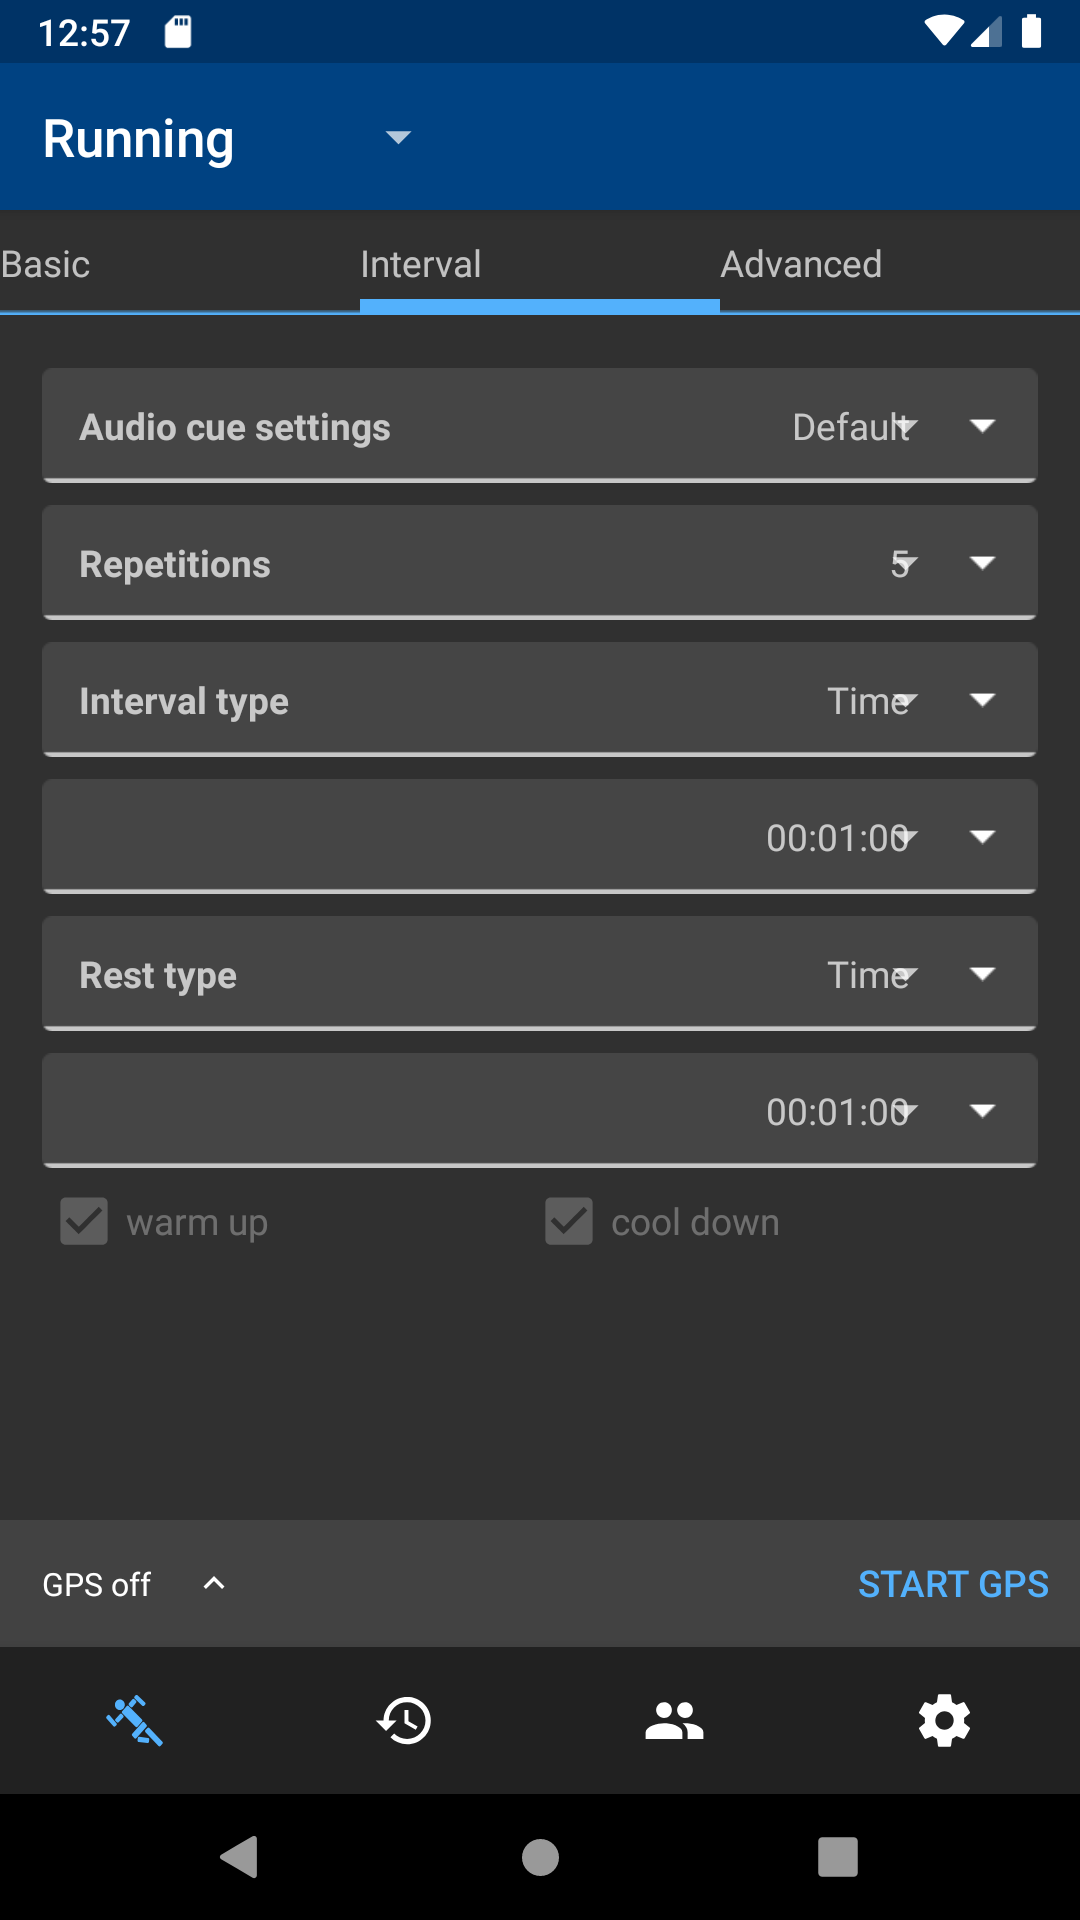 12:57
Running
Basic Interval Advanced
Audio cue settings Default
Repetitions 5
Interval type Time
00:01:00
Rest type Time
00:01:00
warm up cool down
GPS off START GPS